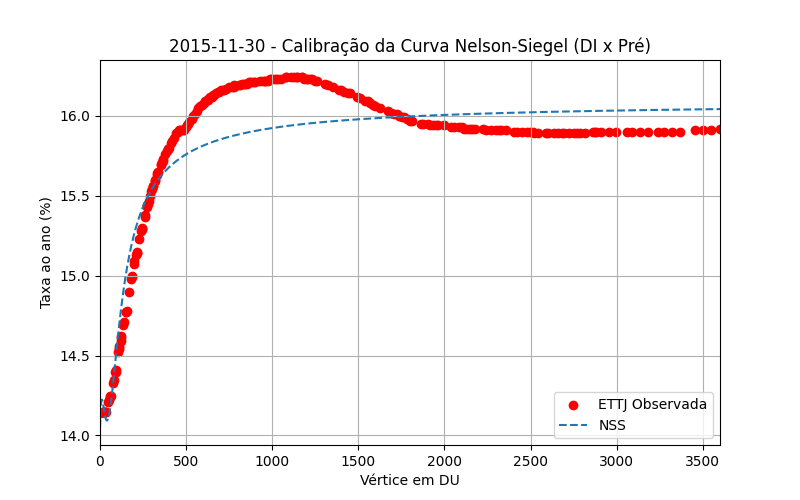 2015-11-30 - Calibração da Curva Nelson-Siegel (DI x Pré)
Taxa ao ano (%)
16.0
15.5
15.0
14.5
14.0
ETTJ Observada
NSS
0 500 1000 1500 2000 2500 3000 3500
Vértice em DU